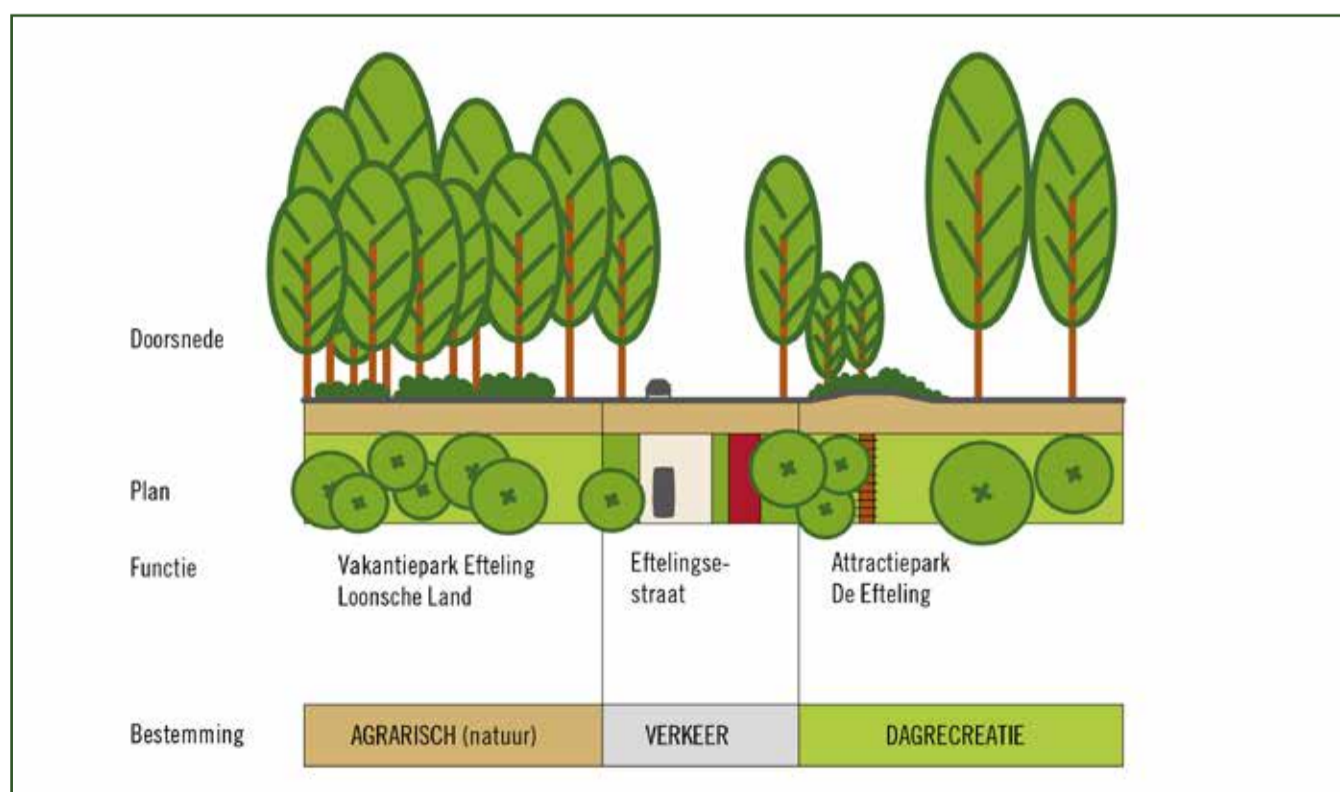 Doorsnede
Plan
Functie
Vakantiepark Efteling
Loonsche Land
Eftelingse-
straat
Attractiepark
De Efteling
Bestemming
AGRARISCH (natuur)
VERKEER
DAGRECREATIE